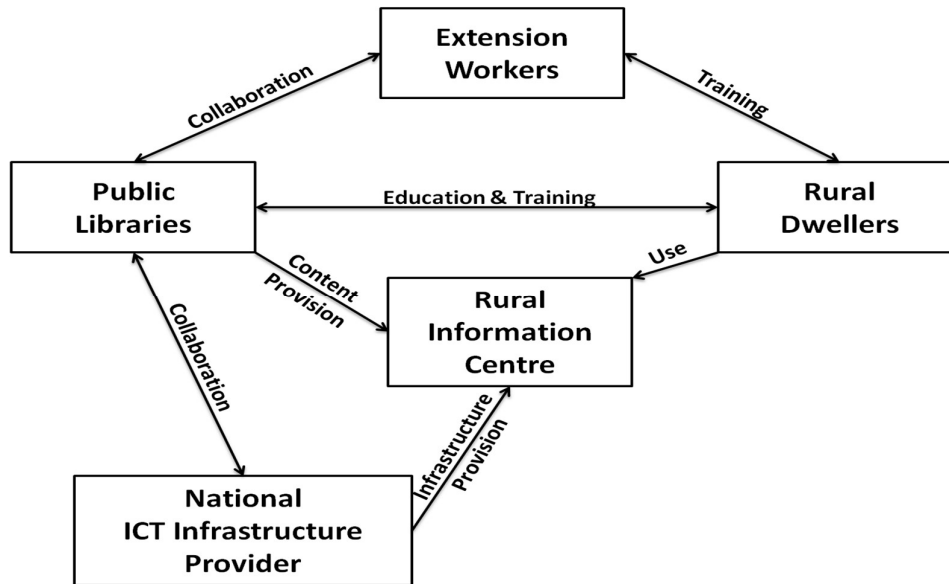 Extension
Workers
Collaboration
Training
Public
Libraries
Education & Training
Rural
Dwellers
Use
Content
Provision
Rural
Information
Centre
Collaboration
Infrastructure
Provision
National
ICT Infrastructure
Provider